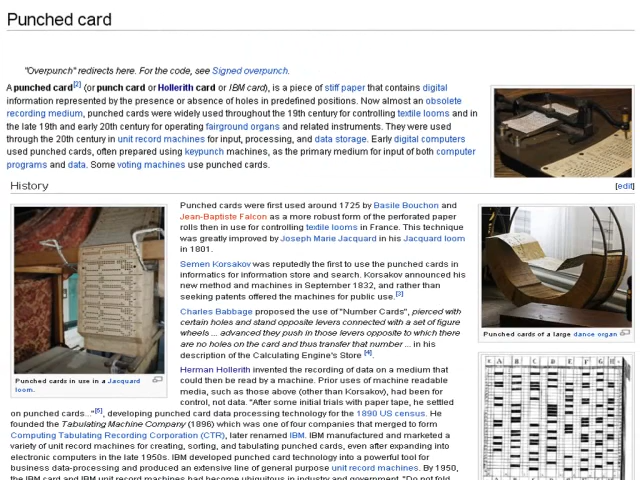 Punched card
"Overpunch" redirects here. For the code, see Signed overpunch.
A punched card[2] (or punch card or Hollerith card or IBM card), is a piece of stiff paper that contains digital
information represented by the presence or absence of holes in predefined positions. Now almost an obsolete
recording medium, punched cards were widely used throughout the 19th century for controlling textile looms and in
the late 19th and early 20th century for operating fairground organs and related instruments. They were used
through the 20th century in unit record machines for input, processing, and data storage. Early digital computers
used punched cards, often prepared using keypunch machines, as the primary medium for input of both computer
programs and data. Some voting machines use punched cards.
History
[edit]
Punched cards were first used around 1725 by Basile Bouchon and
Jean-Baptiste Falcon as a more robust form of the perforated paper
rolls then in use for controlling textile looms in France. This technique
was greatly improved by Joseph Marie Jacquard in his Jacquard loom
in 1801.
Semen Korsakov was reputedly the first to use the punched cards in
informatics for information store and search. Korsakov announced his
new method and machines in September 1832, and rather than
seeking patents offered the machines for public use.[3]
Charles Babbage proposed the use of "Number Cards", pierced with
certain holes and stand opposite levers connected with a set of figure
wheels ... advanced they push in those levers opposite to which there
are no holes on the card and thus transfer that number ... in his
description of the Calculating Engine's Store [4].
Herman Hollerith invented the recording of data on a medium that
could then be read by a machine. Prior uses of machine readable
media, such as those above (other than Korsakov), had been for
control, not data. "After some initial trials with paper tape, he settled
on punched cards..."[5], developing punched card data processing technology for the 1890 US census. He
founded the Tabulating Machine Company (1896) which was one of four companies that merged to form
Computing Tabulating Recording Corporation (CTR), later renamed IBM. IBM manufactured and marketed a
variety of unit record machines for creating, sorting, and tabulating punched cards, even after expanding into
electronic computers in the late 1950s. IBM developed punched card technology into a powerful tool for
business data-processing and produced an extensive line of general purpose unit record machines. By 1950,
the IBM card and IBM unit record machines had become ubiquitous in industry and government. "Do not fold,
Punched cards in use in a Jacquard
loom.
Punched cards of a large dance organ
A B C D E F G H